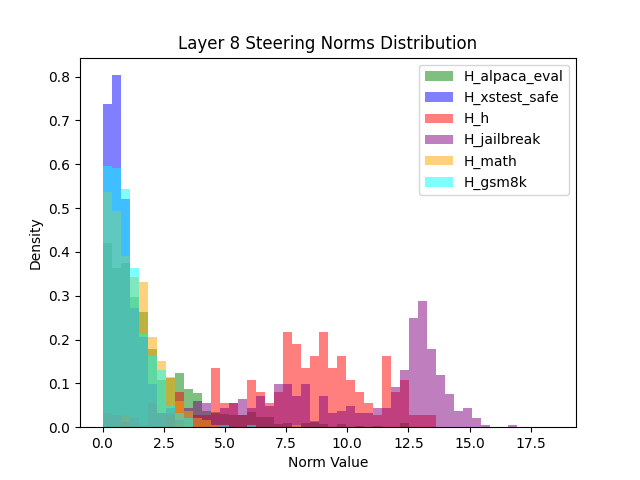 Layer 8 Steering Norms Distribution
H_alpaca_eval
H_xstest_safe
H_h
H_jailbreak
H_math
H_gsm8k
Density
0.8
0.7
0.6
0.5
0.4
0.3
0.2
0.1
0.0
0.0
2.5
5.0
7.5
10.0
12.5
15.0
17.5
Norm Value